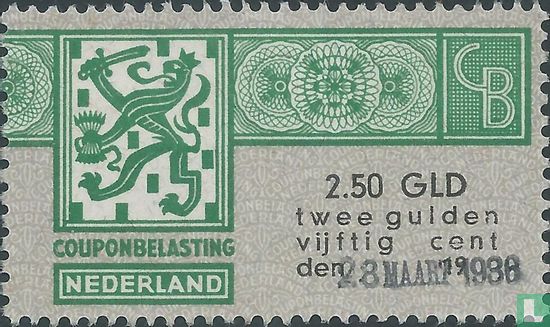 CB
2.50 GLD
twee gulden
vijftig cent
den 28 MAART 1936
COUPONBELASTING
NEDERLAND